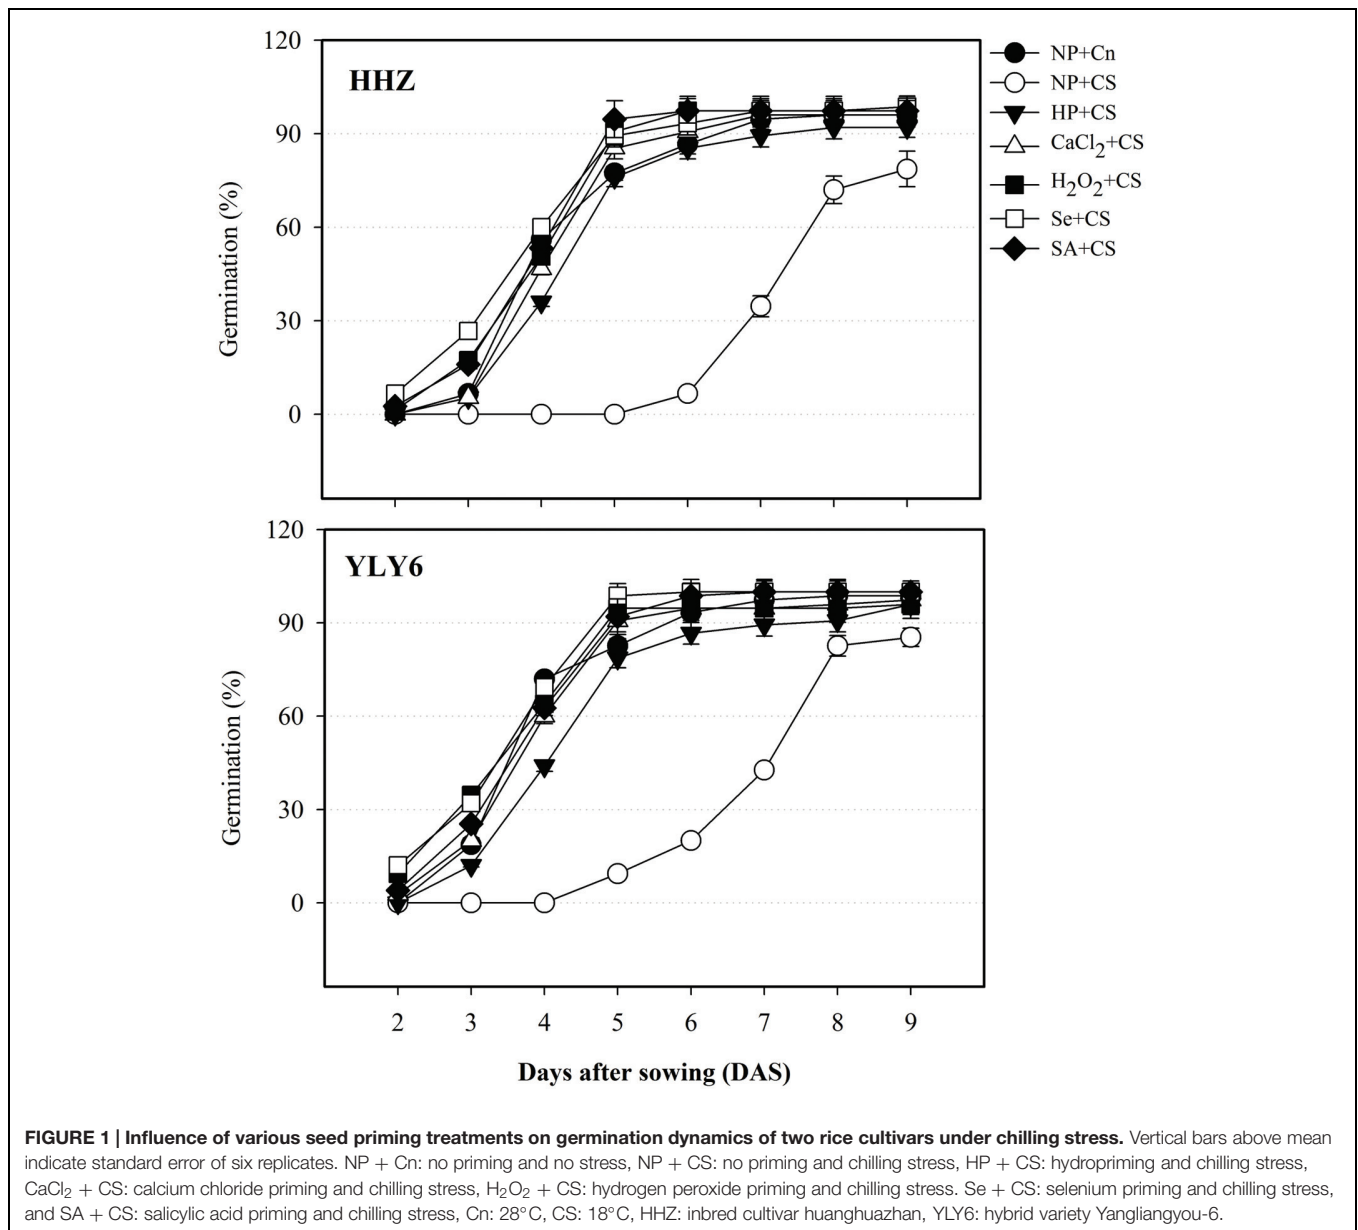 120
90
60
30
0
Germination (%)
HHZ
NP+Cn
NP+CS
HP+CS
CaCl₂+CS
H₂O₂+CS
Se+CS
SA+CS
120
90
60
30
0
Germination (%)
YLY6
2 3 4 5 6 7 8 9
Days after sowing (DAS)
FIGURE 1 | Influence of various seed priming treatments on germination dynamics of two rice cultivars under chilling stress. Vertical bars above mean
indicate standard error of six replicates. NP + Cn: no priming and no stress, NP + CS: no priming and chilling stress, HP + CS: hydropriming and chilling stress,
CaCl₂ + CS: calcium chloride priming and chilling stress, H₂O₂ + CS: hydrogen peroxide priming and chilling stress. Se + CS: selenium priming and chilling stress,
and SA + CS: salicylic acid priming and chilling stress, Cn: 28°C, CS: 18°C, HHZ: inbred cultivar huanghuazhan, YLY6: hybrid variety Yangliangyou-6.